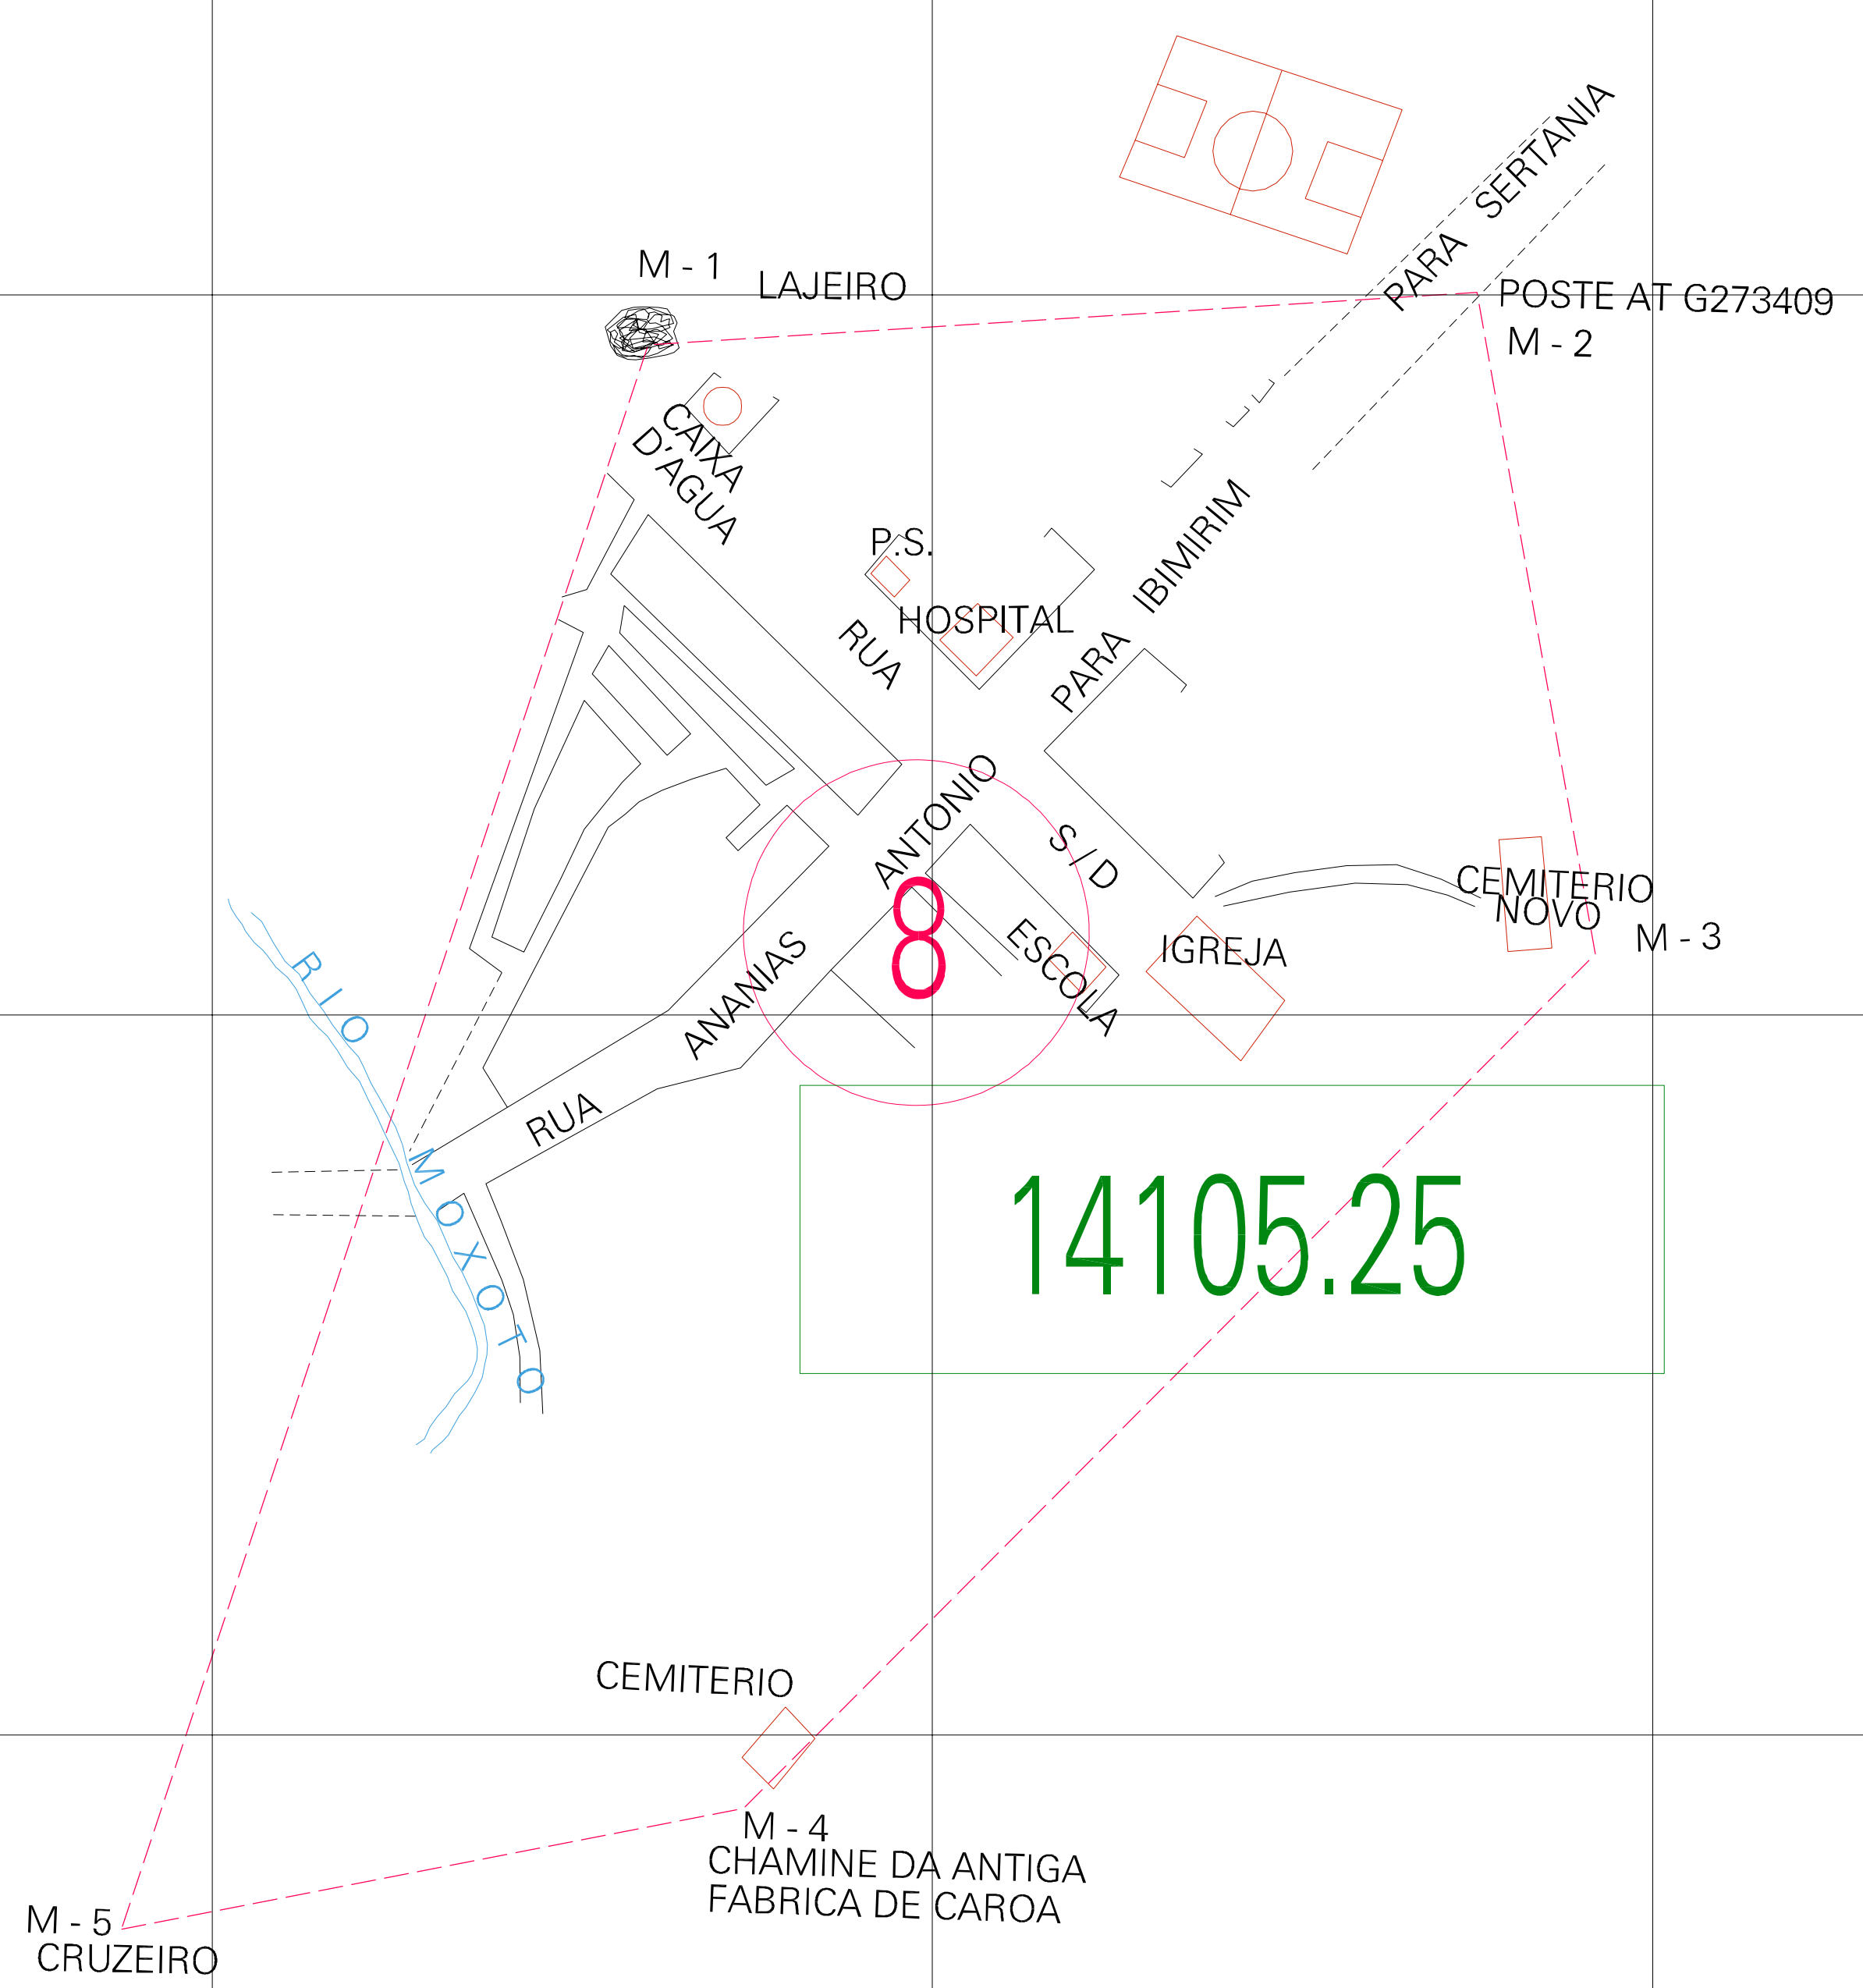 PARA SERTANIA
M - 1
LAJEIRO
POSTE AT G273409
M - 2
CAIXA
D'AGUA
P.S.
HOSPITAL
RUA
PARA IBIMIRIM
RUA ANANIAS ANTONIO
S / D
8
ESCOLA
IGREJA
CEMITERIO
NOVO
M - 3
RIO MOXOTO
14105.25
CEMITERIO
M - 4
CHAMINE DA ANTIGA
FABRICA DE CAROA
M - 5
CRUZEIRO